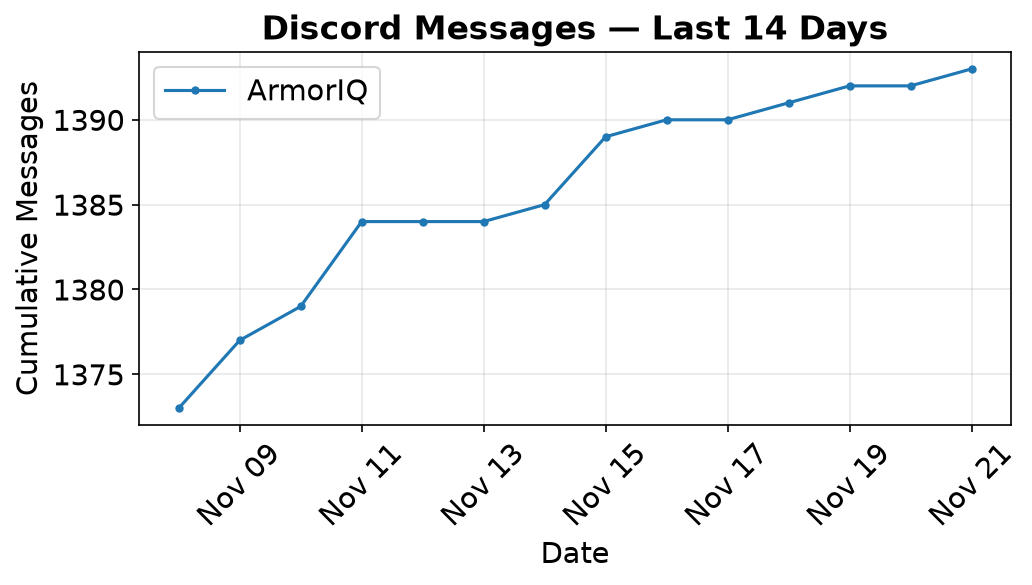 Discord Messages — Last 14 Days
ArmorIQ
Cumulative Messages
1390
1385
1380
1375
Nov 09
Nov 11
Nov 13
Nov 15
Nov 17
Nov 19
Nov 21
Date